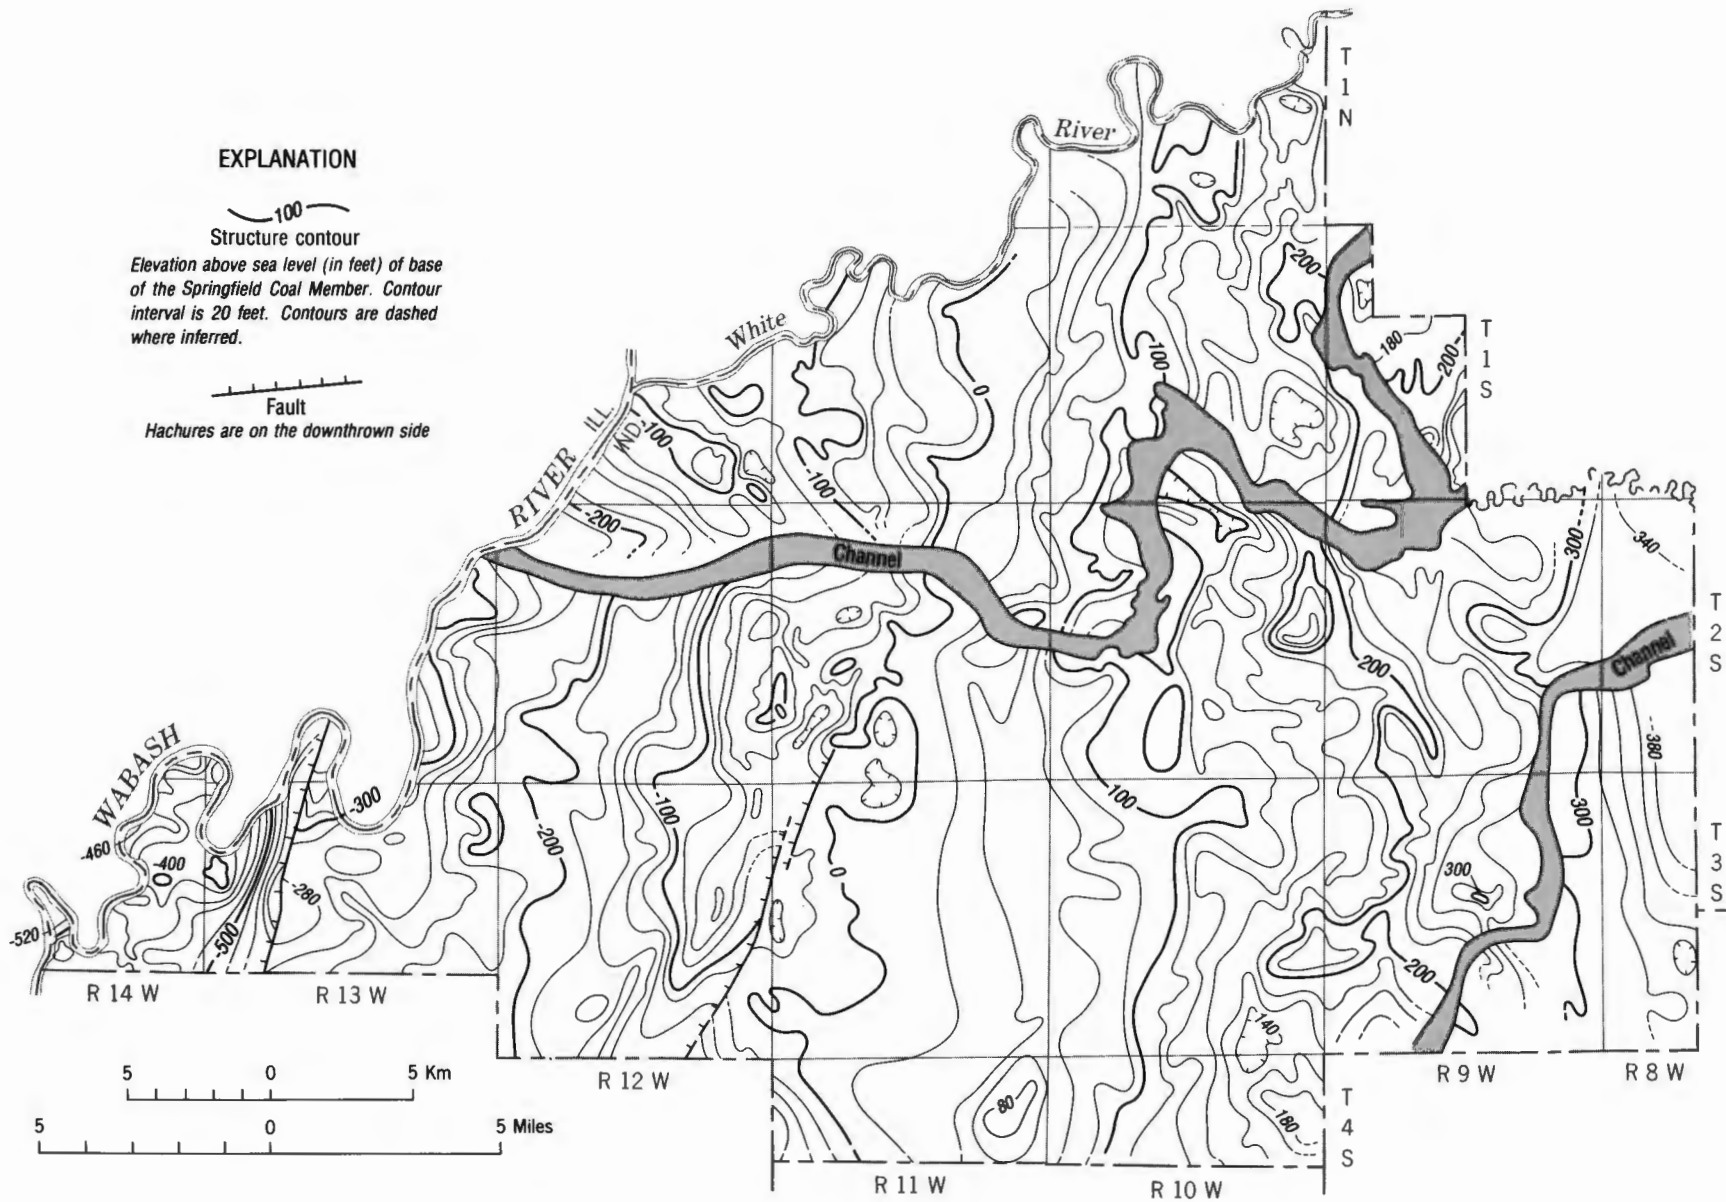 EXPLANATION
100
Structure contour
Elevation above sea level (in feet) of base
of the Springfield Coal Member. Contour
interval is 20 feet. Contours are dashed
where inferred.
Fault
Hachures are on the downthrown side
River
White
WABASH
RIVER
ILL
IND.
T
1
N
T
1
S
T
2
S
T
3
S
T
4
S
Channel
Channel
200
180
200
100
0
-100
-100
-200
300
340
200
380
300
300
200
100
-100
-200
0
0
-300
-280
-400
-460
-500
-520
140
180
80
R 14 W
R 13 W
R 12 W
R 11 W
R 10 W
R 9 W
R 8 W
5 0 5 Km
5 0 5 Miles